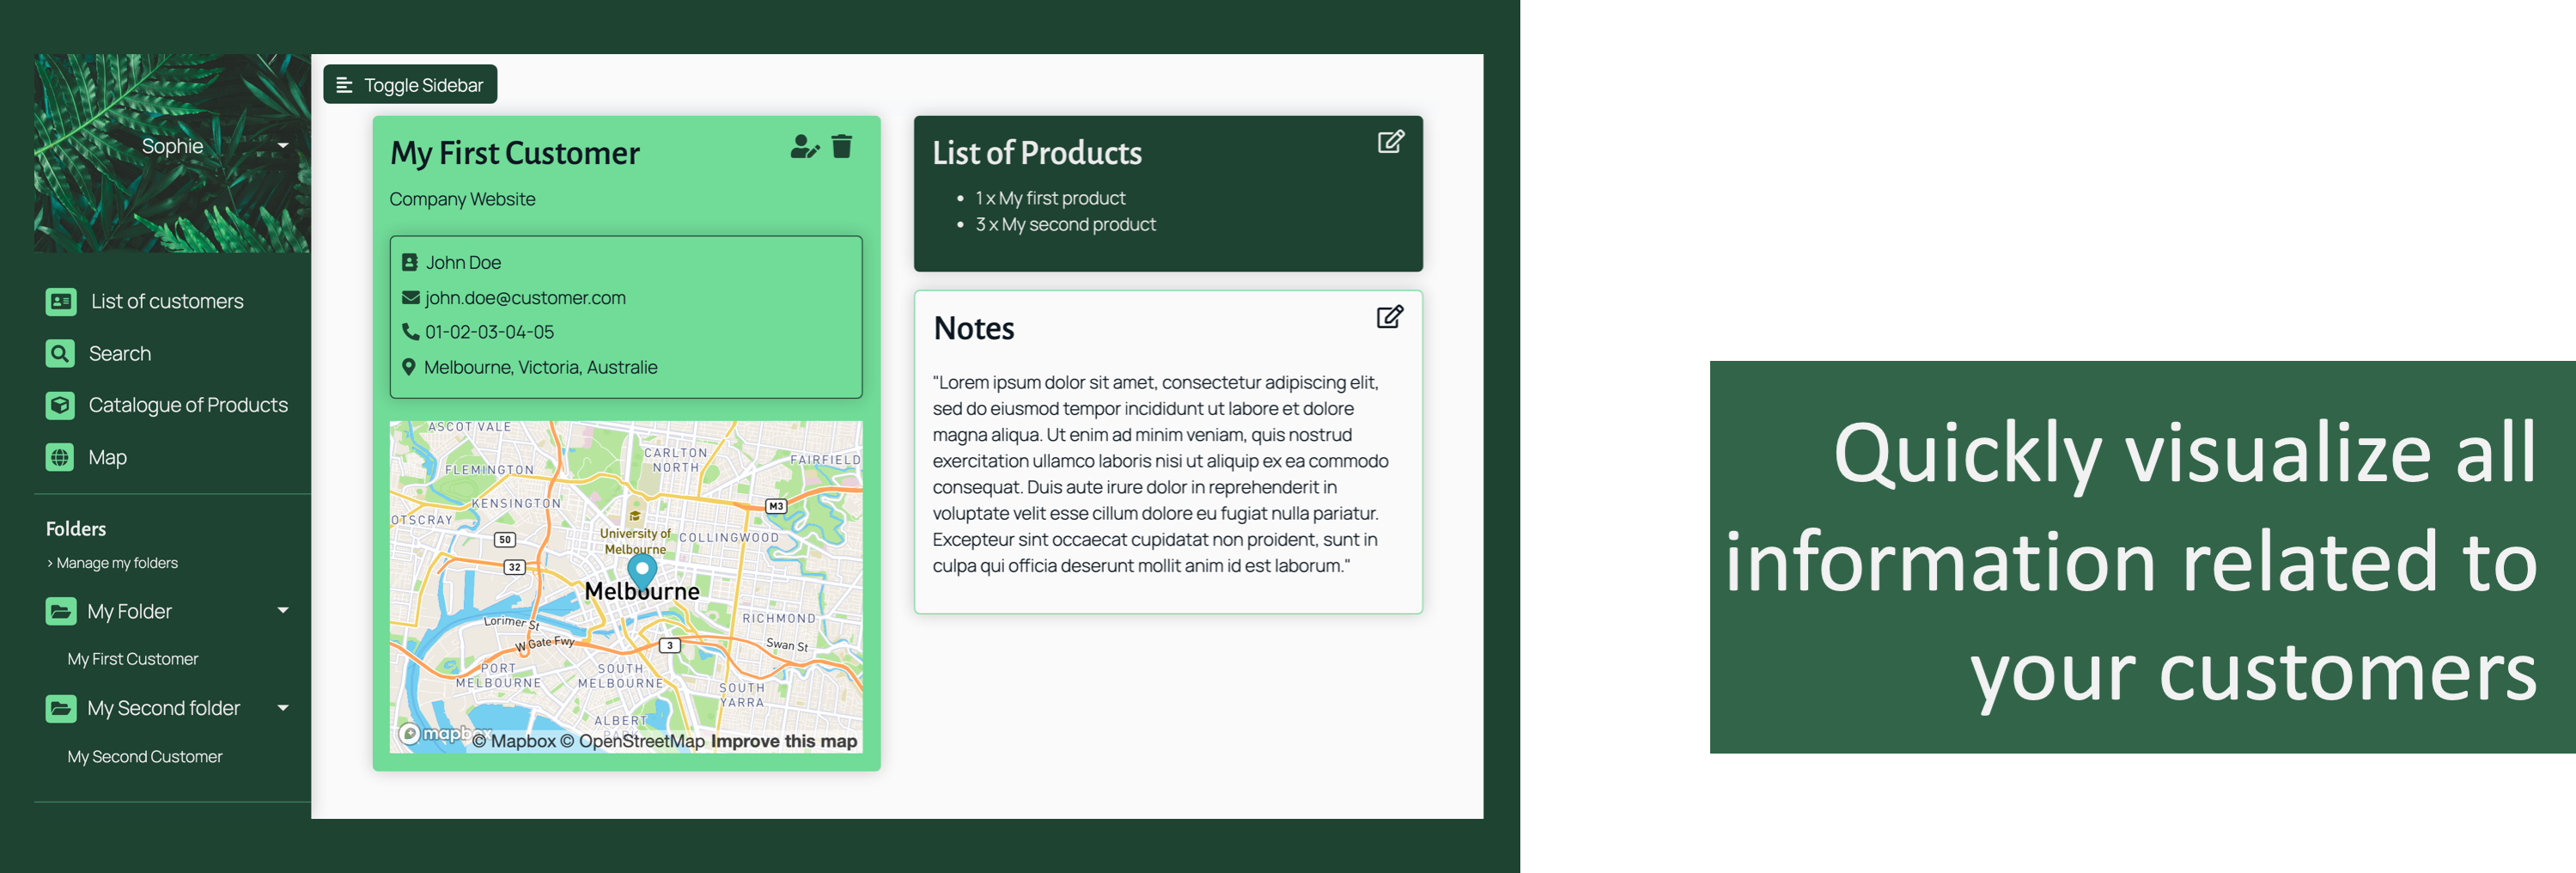 Sophie
List of customers
Search
Catalogue of Products
Map
Folders
› Manage my folders
My Folder
My First Customer
My Second folder
My Second Customer
Toggle Sidebar
My First Customer
Company Website
John Doe
john.doe@customer.com
01-02-03-04-05
Melbourne, Victoria, Australie
ASCOT VALE
CARLTON
NORTH
FAIRFIELD
FLEMINGTON
KENSINGTON
M3
OTSCRAY
50
University of
Melbourne
COLLINGWOOD
32
Melbourne
Lorimer St
RICHMOND
W Gate Fwy
3
Swan St
PORT
MELBOURNE
SOUTH
MELBOURNE
SOUTH
YARRA
ALBERT
PARK
mapbox
© Mapbox © OpenStreetMap Improve this map
List of Products
• 1 x My first product
• 3 x My second product
Notes
"Lorem ipsum dolor sit amet, consectetur adipiscing elit,
sed do eiusmod tempor incididunt ut labore et dolore
magna aliqua. Ut enim ad minim veniam, quis nostrud
exercitation ullamco laboris nisi ut aliquip ex ea commodo
consequat. Duis aute irure dolor in reprehenderit in
voluptate velit esse cillum dolore eu fugiat nulla pariatur.
Excepteur sint occaecat cupidatat non proident, sunt in
culpa qui officia deserunt mollit anim id est laborum."
Quickly visualize all
information related to
your customers